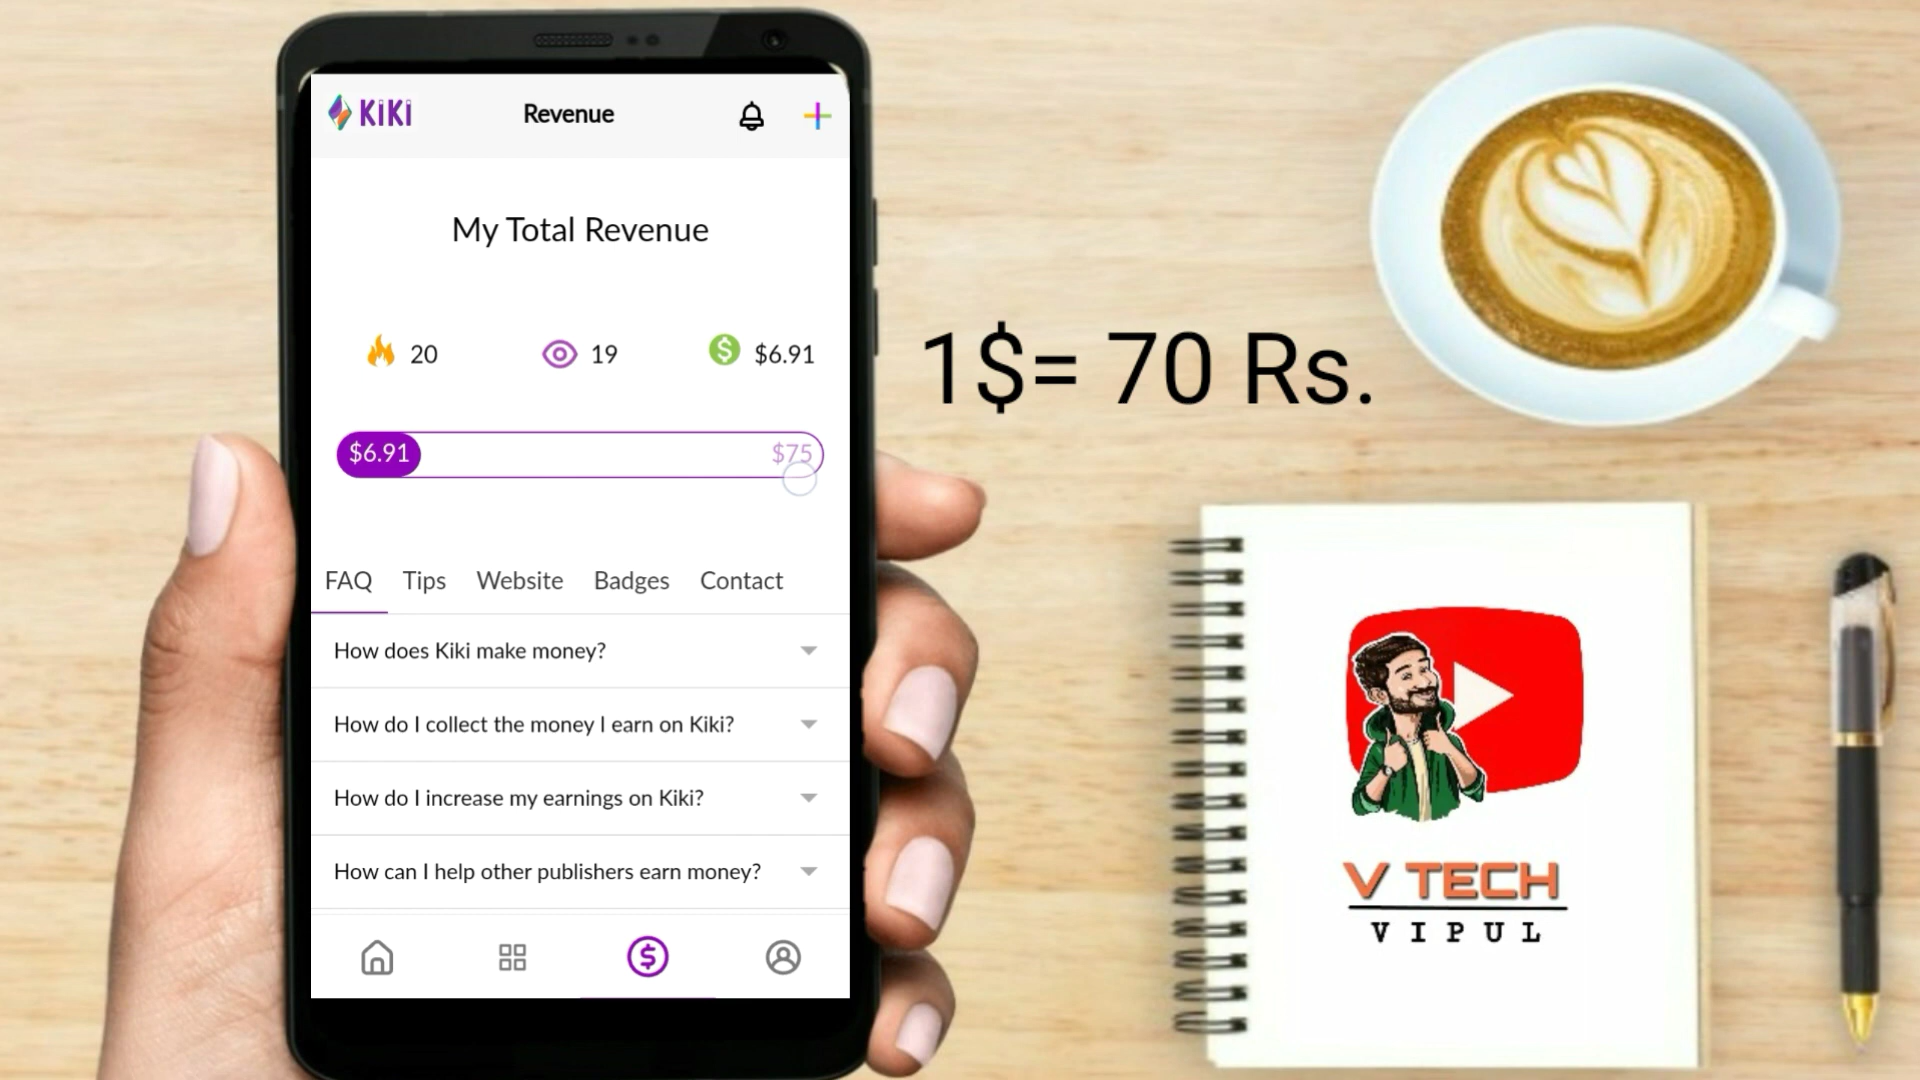 KiKi
Revenue
My Total Revenue
20
19
$6.91
$6.91
$75
FAQ
Tips
Website
Badges
Contact
How does Kiki make money?
How do I collect the money I earn on Kiki?
How do I increase my earnings on Kiki?
How can I help other publishers earn money?
1$= 70 Rs.
V TECH
VIPUL